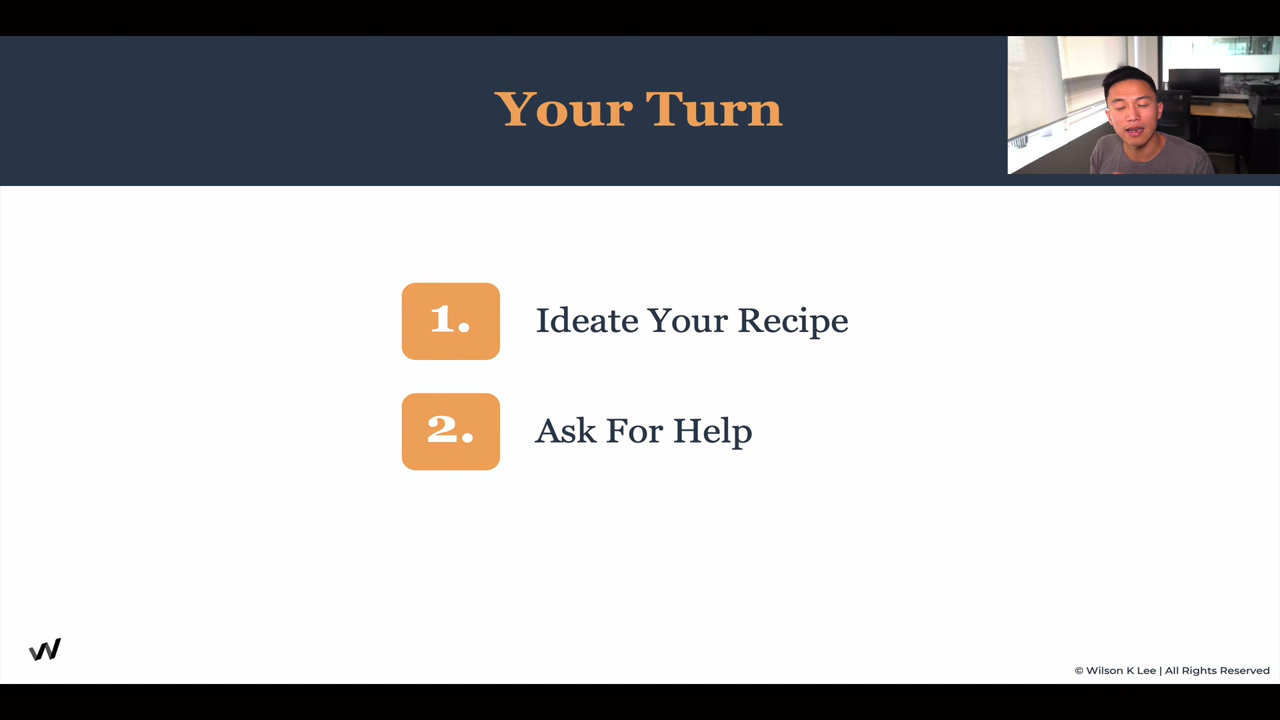 Your Turn
1. Ideate Your Recipe
2. Ask For Help
© Wilson K Lee | All Rights Reserved